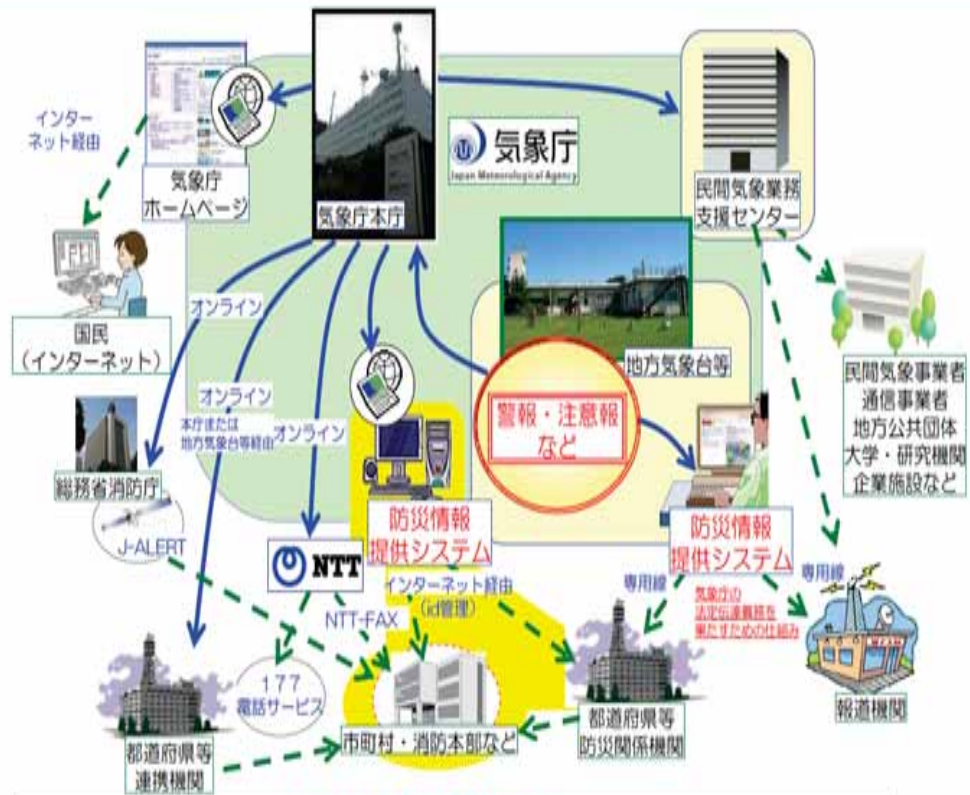 インター
ネット経由
気象庁
ホームページ
気象庁本庁
気象庁
Japan Meteorological Agency
民間気象業務
支援センター
国民
（インターネット）
オンライン
地方気象台等
民間気象事業者
通信事業者
地方公共団体
大学・研究機関
企業施設など
オンライン
本庁または
地方気象台等経由
オンライン
警報・注意報
など
総務省消防庁
J-ALERT
防災情報
提供システム
防災情報
提供システム
NTT
NTT-FAX
インターネット経由
（id管理）
専用線
気象庁の
法定伝達義務を
果たすための仕組み
専用線
177
電話サービス
都道府県等
連携機関
市町村・消防本部など
都道府県等
防災関係機関
報道機関